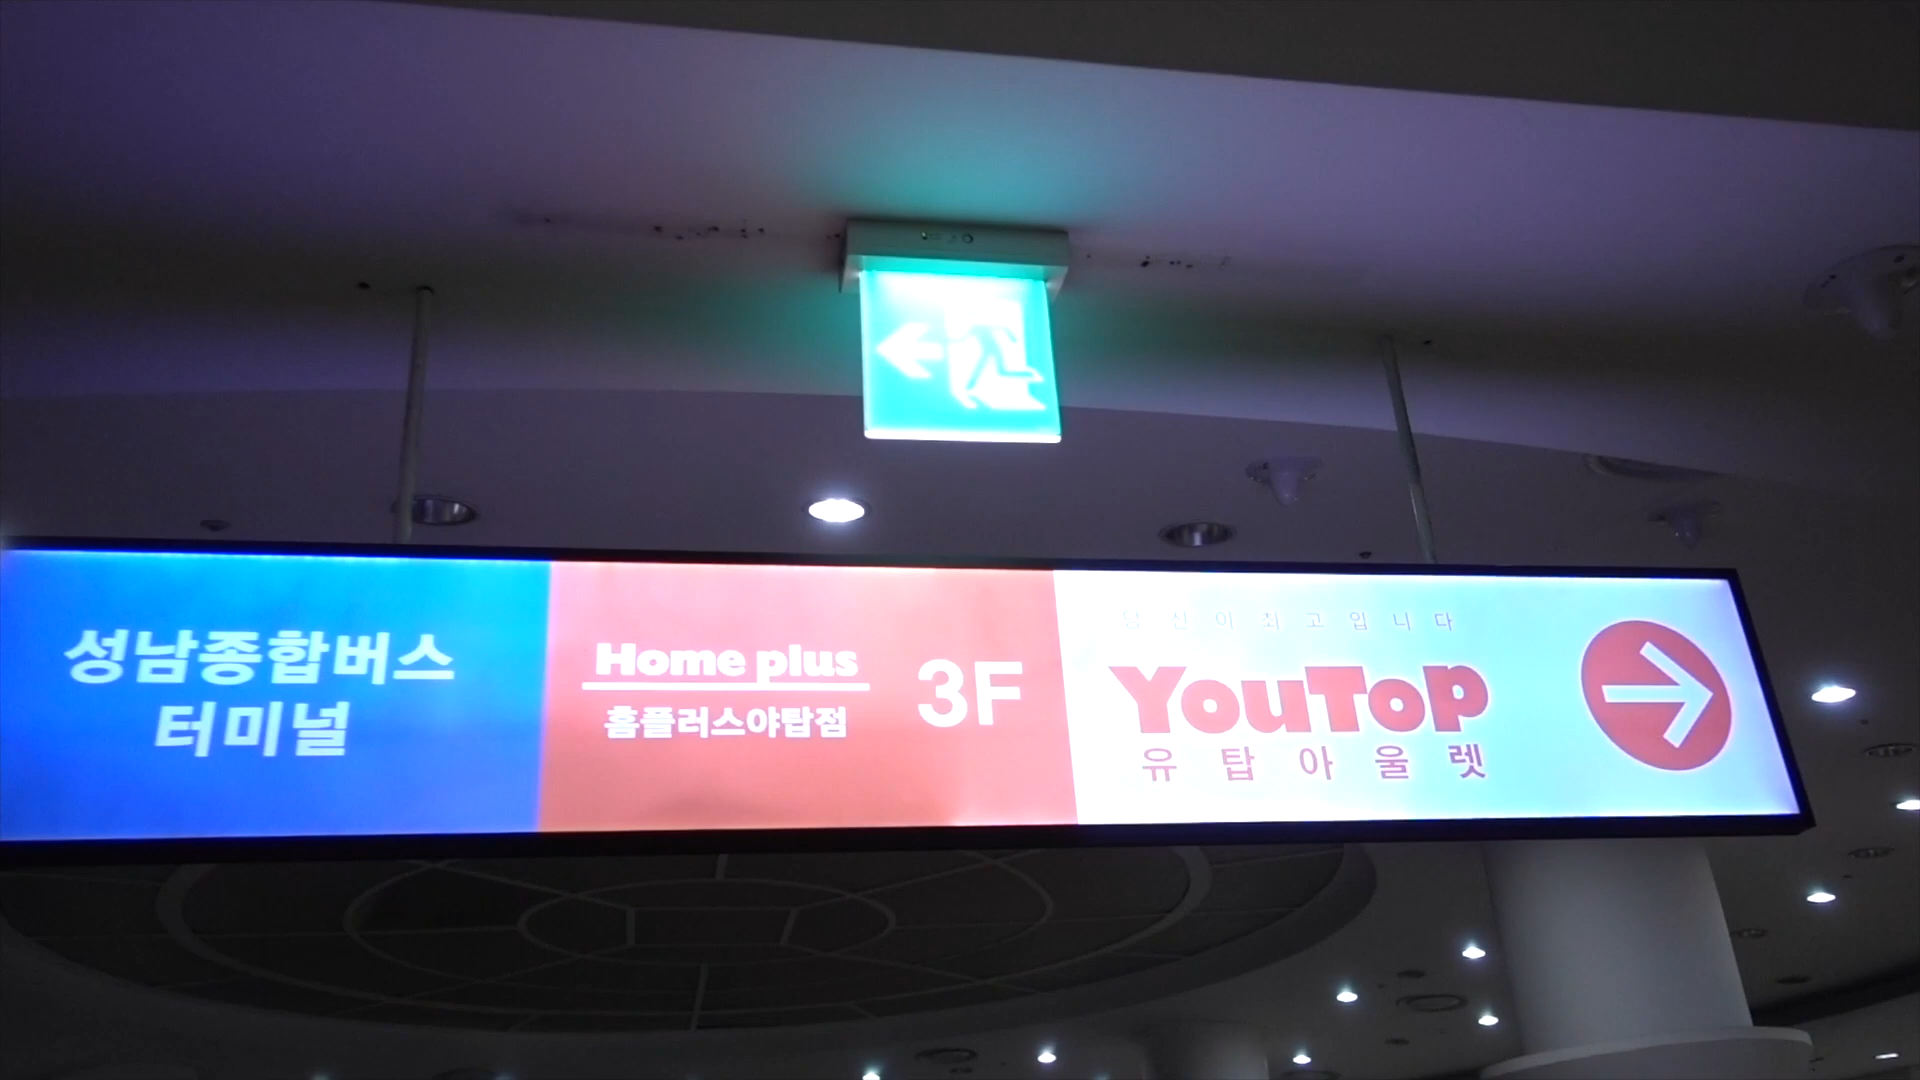 성남종합버스
터미널
Home plus
홈플러스야탑점
3F
당신이최고입니다
YouTop
유탑아울렛